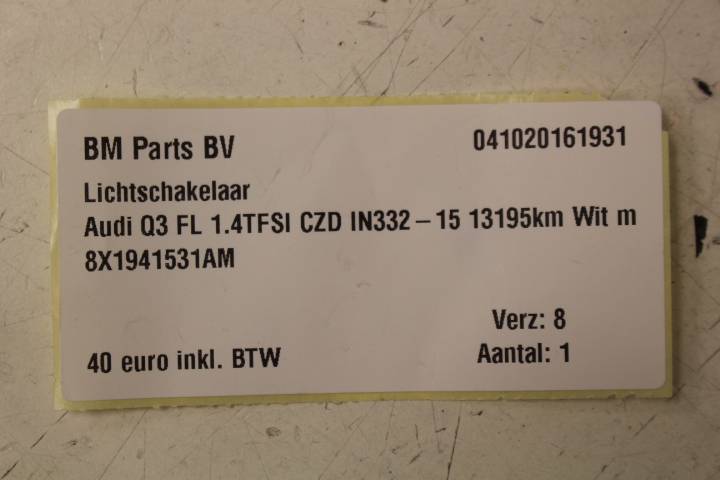 BM Parts BV 041020161931
Lichtschakelaar
Audi Q3 FL 1.4TFSI CZD IN332 – 15 13195km Wit m
8X1941531AM
Verz: 8
40 euro inkl. BTW Aantal: 1